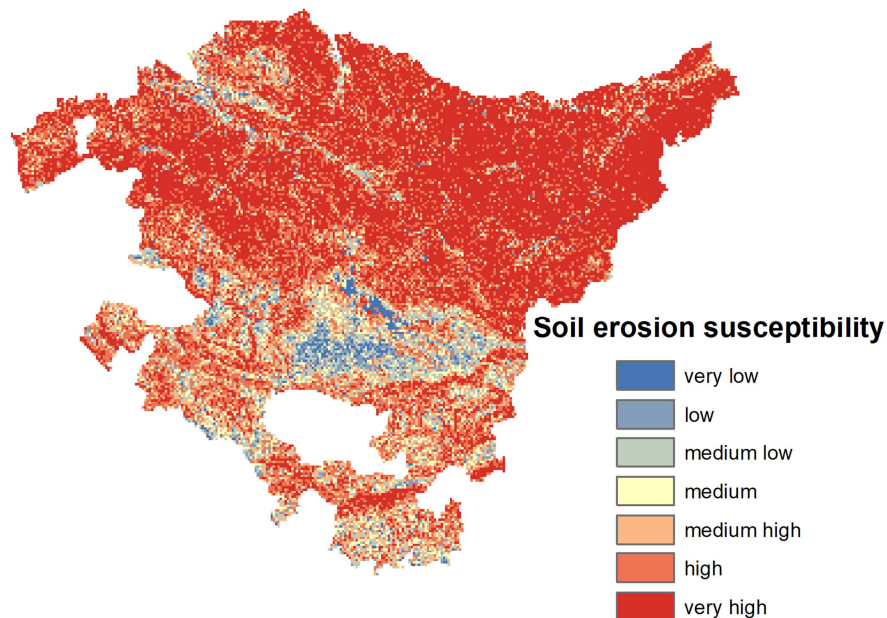 Soil erosion susceptibility
very low
low
medium low
medium
medium high
high
very high